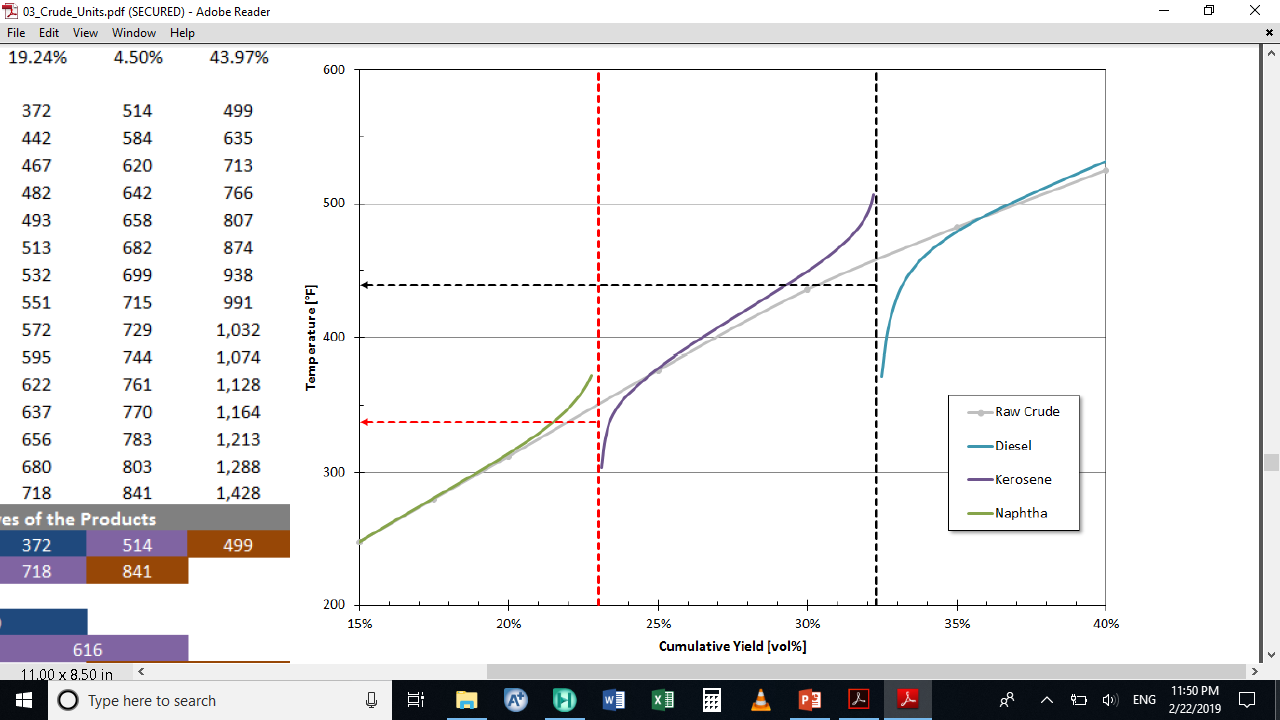 03_Crude_Units.pdf (SECURED) - Adobe Reader
File Edit View Window Help
19.24% 4.50% 43.97%
372 514 499
442 584 635
467 620 713
482 642 766
493 658 807
513 682 874
532 699 938
551 715 991
572 729 1,032
595 744 1,074
622 761 1,128
637 770 1,164
656 783 1,213
680 803 1,288
718 841 1,428
ves of the Products
372 514 499
718 841
616
600
500
400
300
200
Temperature [°F]
15% 20% 25% 30% 35% 40%
Cumulative Yield [vol%]
Raw Crude
Diesel
Kerosene
Naphtha
11.00 x 8.50 in
Type here to search
ENG
11:50 PM
2/22/2019